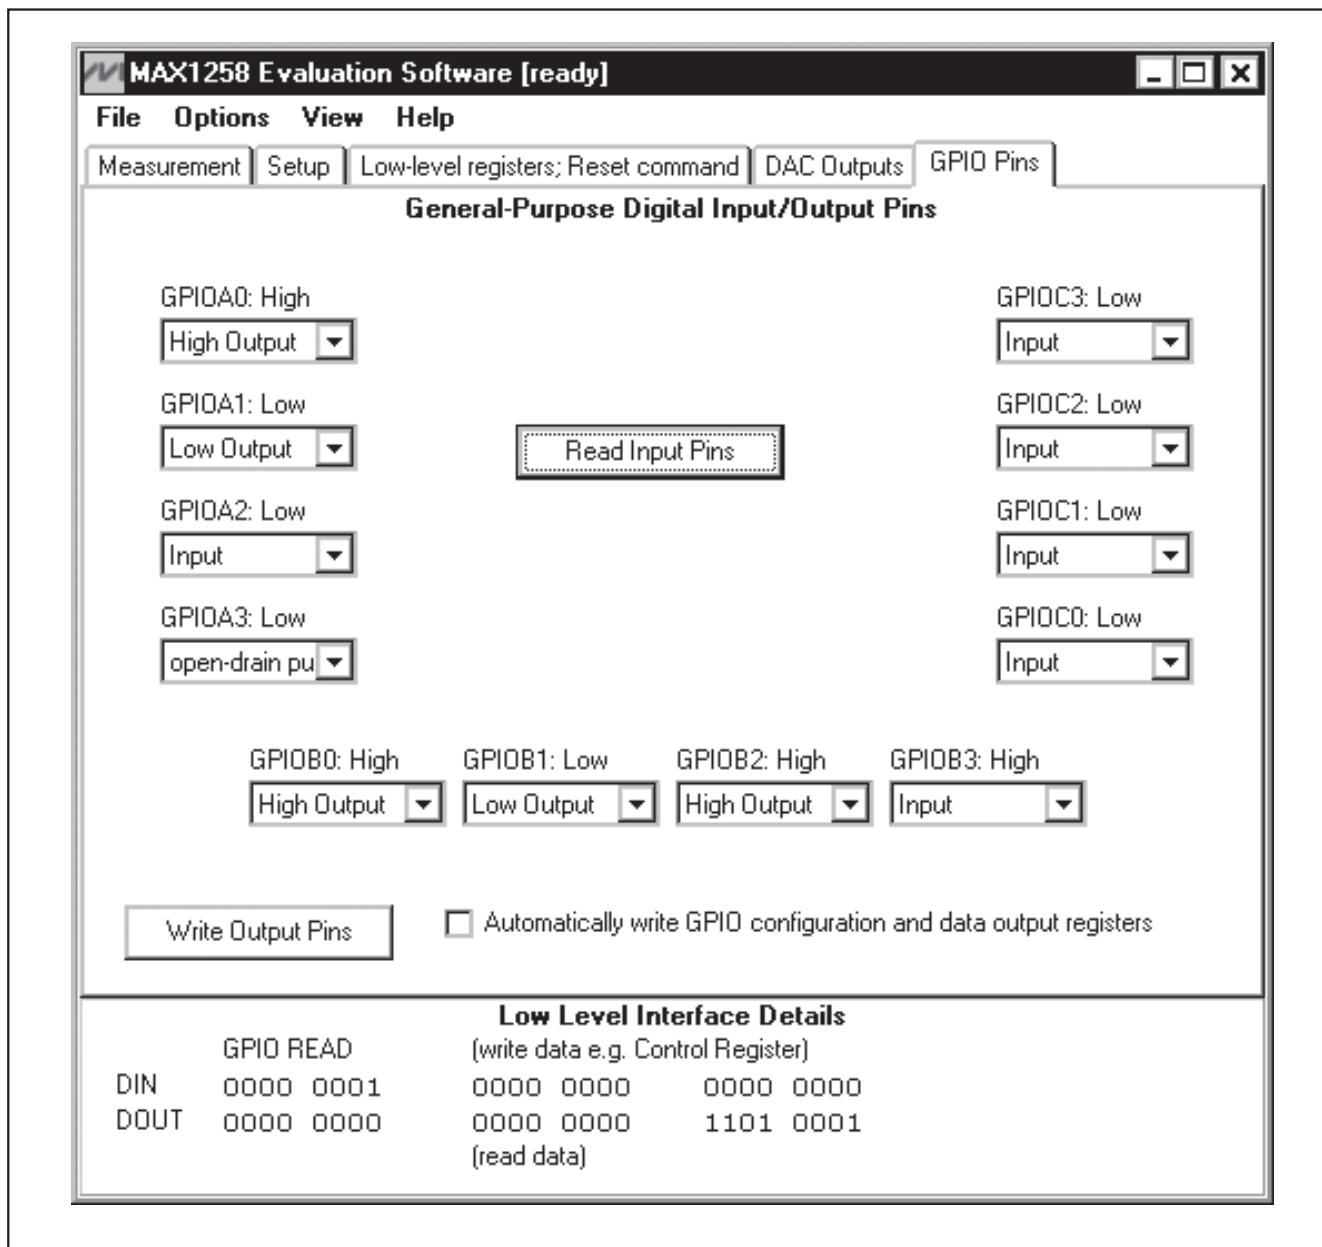 MAX1258 Evaluation Software [ready]
File Options View Help
Measurement Setup Low-level registers; Reset command DAC Outputs GPIO Pins
General-Purpose Digital Input/Output Pins
GPIOA0: High
High Output
GPIOA1: Low
Low Output
GPIOA2: Low
Input
GPIOA3: Low
open-drain pu
Read Input Pins
GPIOC3: Low
Input
GPIOC2: Low
Input
GPIOC1: Low
Input
GPIOC0: Low
Input
GPIOB0: High GPIOB1: Low GPIOB2: High GPIOB3: High
High Output Low Output High Output Input
Write Output Pins Automatically write GPIO configuration and data output registers
Low Level Interface Details
GPIO READ (write data e.g. Control Register)
DIN 0000 0001 0000 0000 0000 0000
DOUT 0000 0000 0000 0000 1101 0001
(read data)